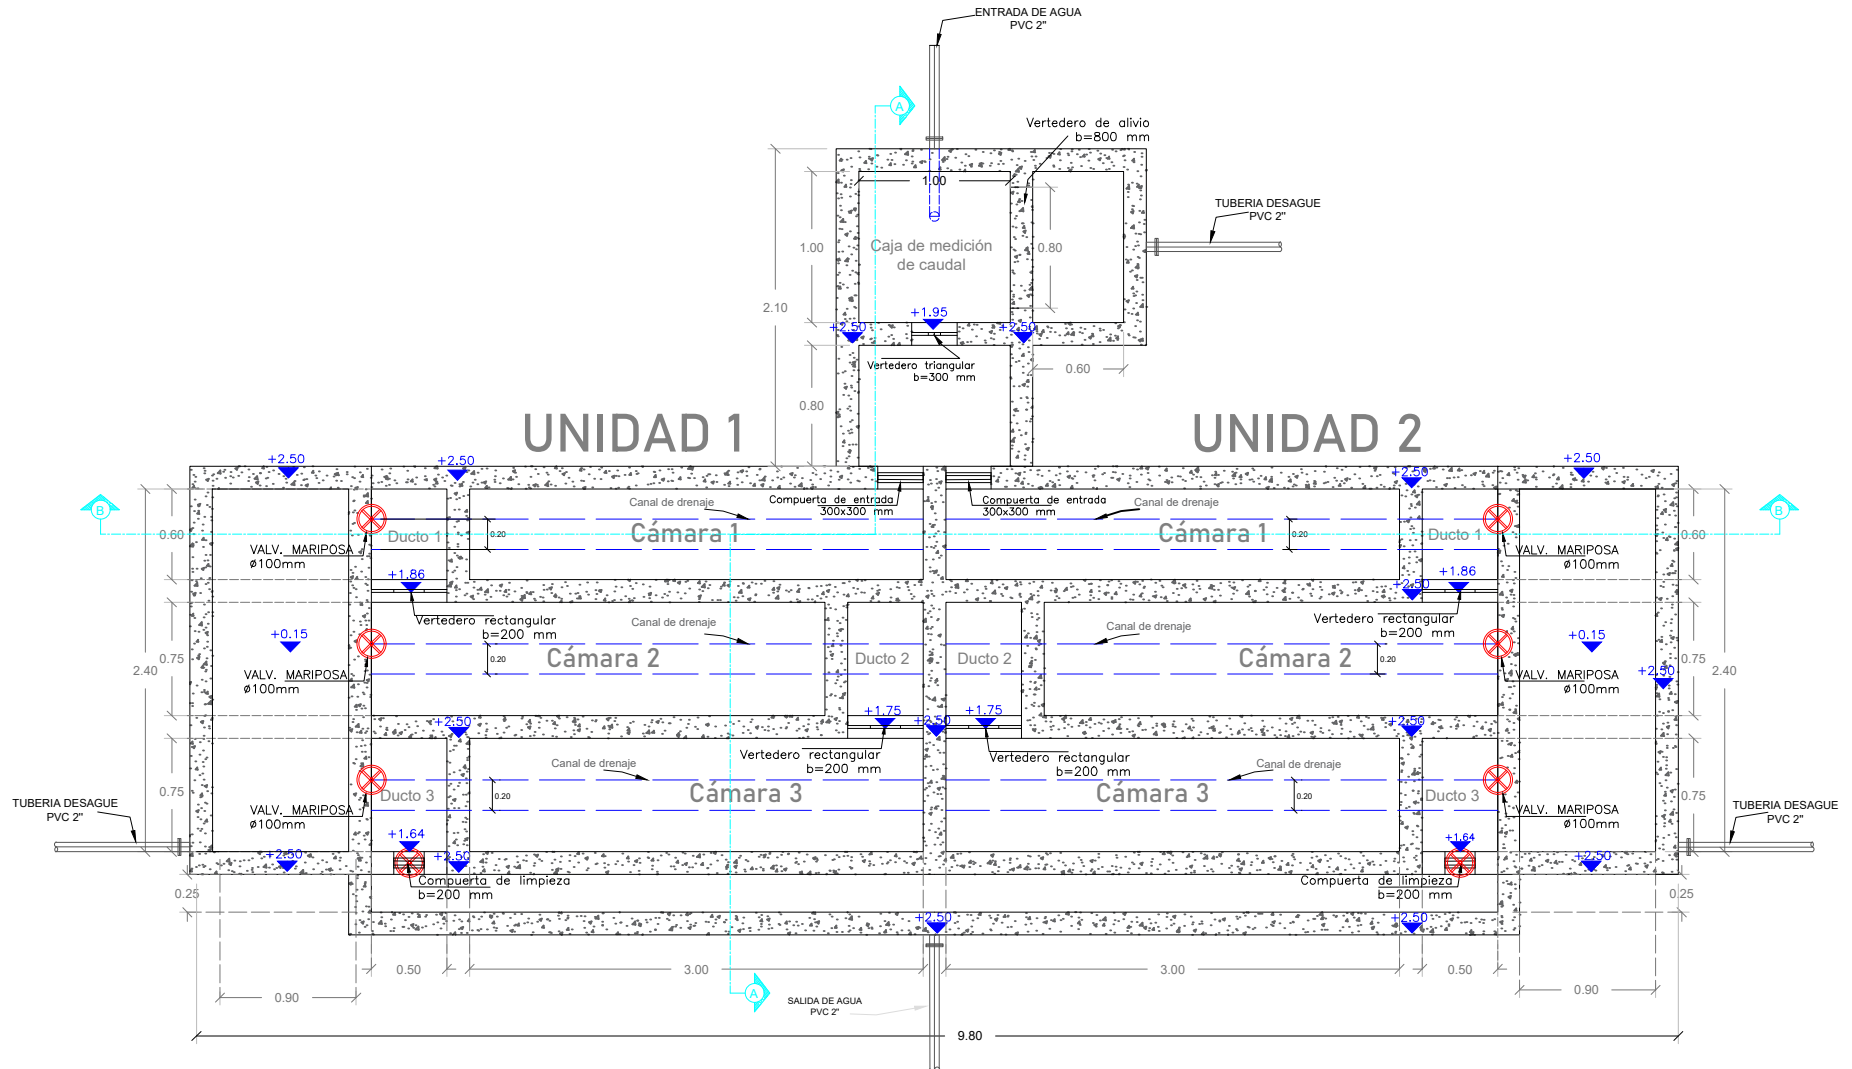 ENTRADA DE AGUA
PVC 2"
A
Vertedero de alivio
b=800 mm
1.00
TUBERIA DESAGUE
PVC 2"
1.00
Caja de medición
de caudal
0.80
2.10
+1.95
+2.50
+2.50
Vertedero triangular
b=300 mm
0.60
0.80
UNIDAD 1
UNIDAD 2
+2.50
+2.50
+2.50
+2.50
Canal de drenaje
Compuerta de entrada
300x300 mm
Compuerta de entrada
300x300 mm
Canal de drenaje
B
B
0.60
Ducto 1
0.20
Cámara 1
Cámara 1
0.20
Ducto 1
0.60
VALV. MARIPOSA
ø100mm
VALV. MARIPOSA
ø100mm
+1.86
+2.50
+1.86
Vertedero rectangular
b=200 mm
Canal de drenaje
Canal de drenaje
Vertedero rectangular
b=200 mm
+0.15
+0.15
2.40
0.75
0.20
Cámara 2
Ducto 2
Ducto 2
Cámara 2
0.20
0.75
2.40
VALV. MARIPOSA
ø100mm
VALV. MARIPOSA
ø100mm
+2.50
+2.50
+1.75
+2.50
+1.75
+2.50
Vertedero rectangular
b=200 mm
Vertedero rectangular
b=200 mm
Canal de drenaje
Canal de drenaje
0.75
Ducto 3
0.20
Cámara 3
Cámara 3
0.20
Ducto 3
0.75
TUBERIA DESAGUE
PVC 2"
VALV. MARIPOSA
ø100mm
VALV. MARIPOSA
ø100mm
TUBERIA DESAGUE
PVC 2"
+1.64
+1.64
+2.50
+2.50
+2.50
Compuerta de limpieza
b=200 mm
Compuerta de limpieza
b=200 mm
0.25
0.25
+2.50
+2.50
0.50
3.00
3.00
0.50
0.90
A
SALIDA DE AGUA
PVC 2"
0.90
9.80